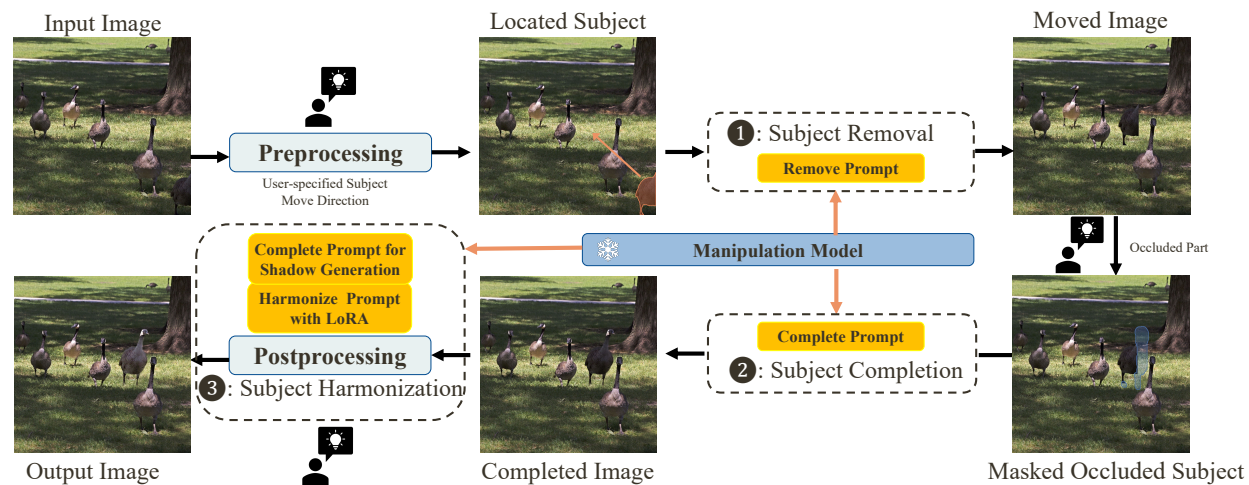 Input Image
Located Subject
Moved Image
Preprocessing
User-specified Subject
Move Direction
1: Subject Removal
Remove Prompt
Manipulation Model
Occluded Part
Complete Prompt for
Shadow Generation
Harmonize Prompt
with LoRA
Postprocessing
3: Subject Harmonization
Complete Prompt
2: Subject Completion
Output Image
Completed Image
Masked Occluded Subject